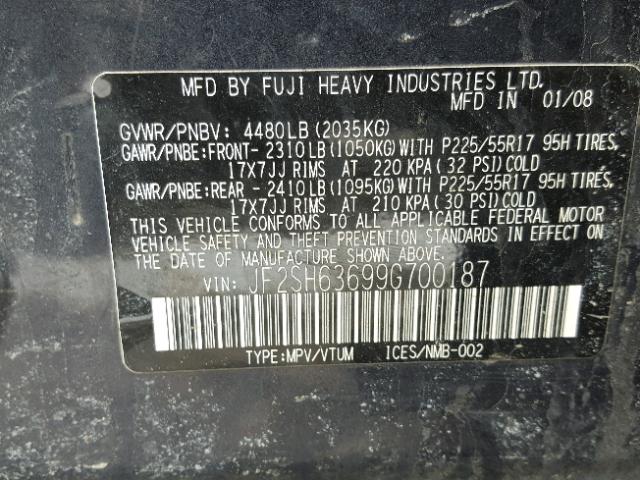 MFD BY FUJI HEAVY INDUSTRIES LTD.
MFD IN 01/08
GVWR/PNBV: 4480LB(2035KG)
GAWR/PNBE:FRONT- 2310LB(1050KG)WITH P225/55R17 95H TIRES,
17X7JJ RIMS AT 220 KPA(32 PSI)COLD
GAWR/PNBE:REAR - 2410LB(1095KG)WITH P225/55R17 95H TIRES,
17X7JJ RIMS AT 210 KPA(30 PSI)COLD
THIS VEHICLE CONFORMS TO ALL APPLICABLE FEDERAL MOTOR
VEHICLE SAFETY AND THEFT PREVENTION STANDARDS IN EFFECT ON
THE DATE OF MANUFACTURE SHOWN ABOVE.
VIN: JF2SH63699G700187
TYPE:MPV/VTUM ICES/NMB-002